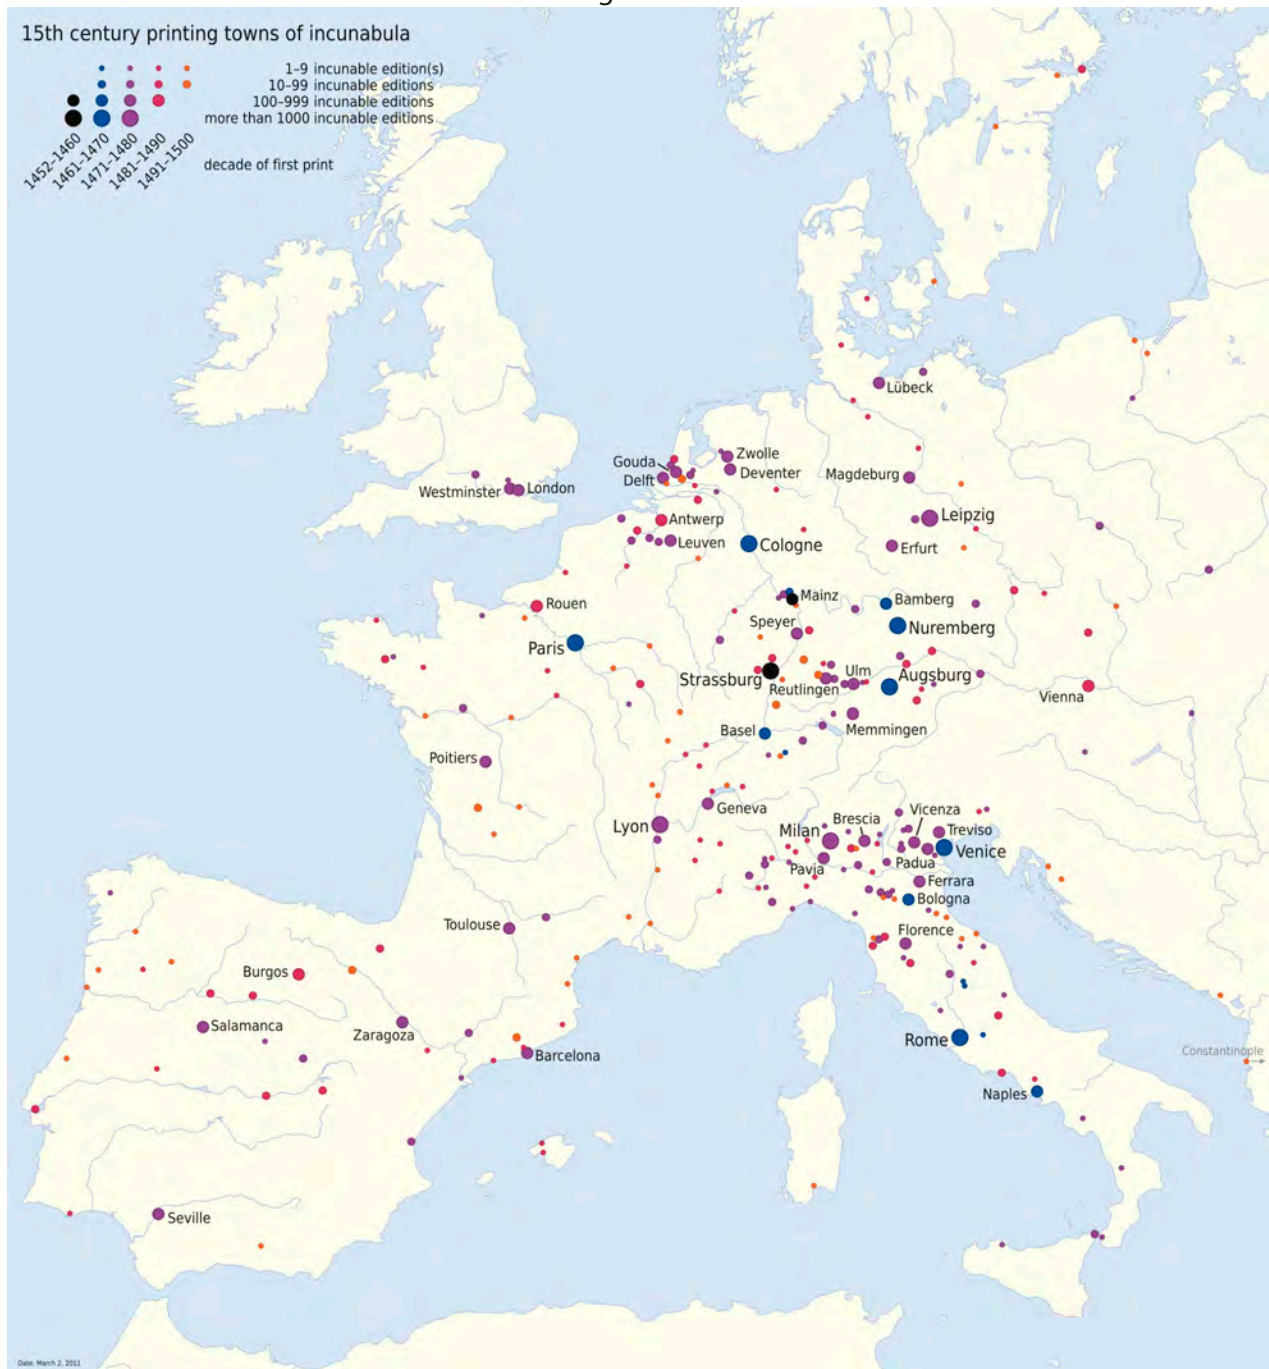 15th century printing towns of incunabula
1–9 incunable edition(s)
10–99 incunable editions
100–999 incunable editions
more than 1000 incunable editions
1452–1460
1461–1470
1471–1480
1481–1490
1491–1500
decade of first print
Lübeck
Gouda
Zwolle
Delft
Deventer
Magdeburg
Westminster
London
Antwerp
Leipzig
Leuven
Cologne
Erfurt
Rouen
Mainz
Bamberg
Speyer
Nuremberg
Paris
Strassburg
Ulm
Augsburg
Reutlingen
Vienna
Basel
Memmingen
Poitiers
Geneva
Lyon
Milan
Brescia
Vicenza
Treviso
Venice
Pavia
Padua
Ferrara
Bologna
Toulouse
Florence
Burgos
Salamanca
Zaragoza
Rome
Barcelona
Constantinople
Naples
Seville
Date: March 2, 2011